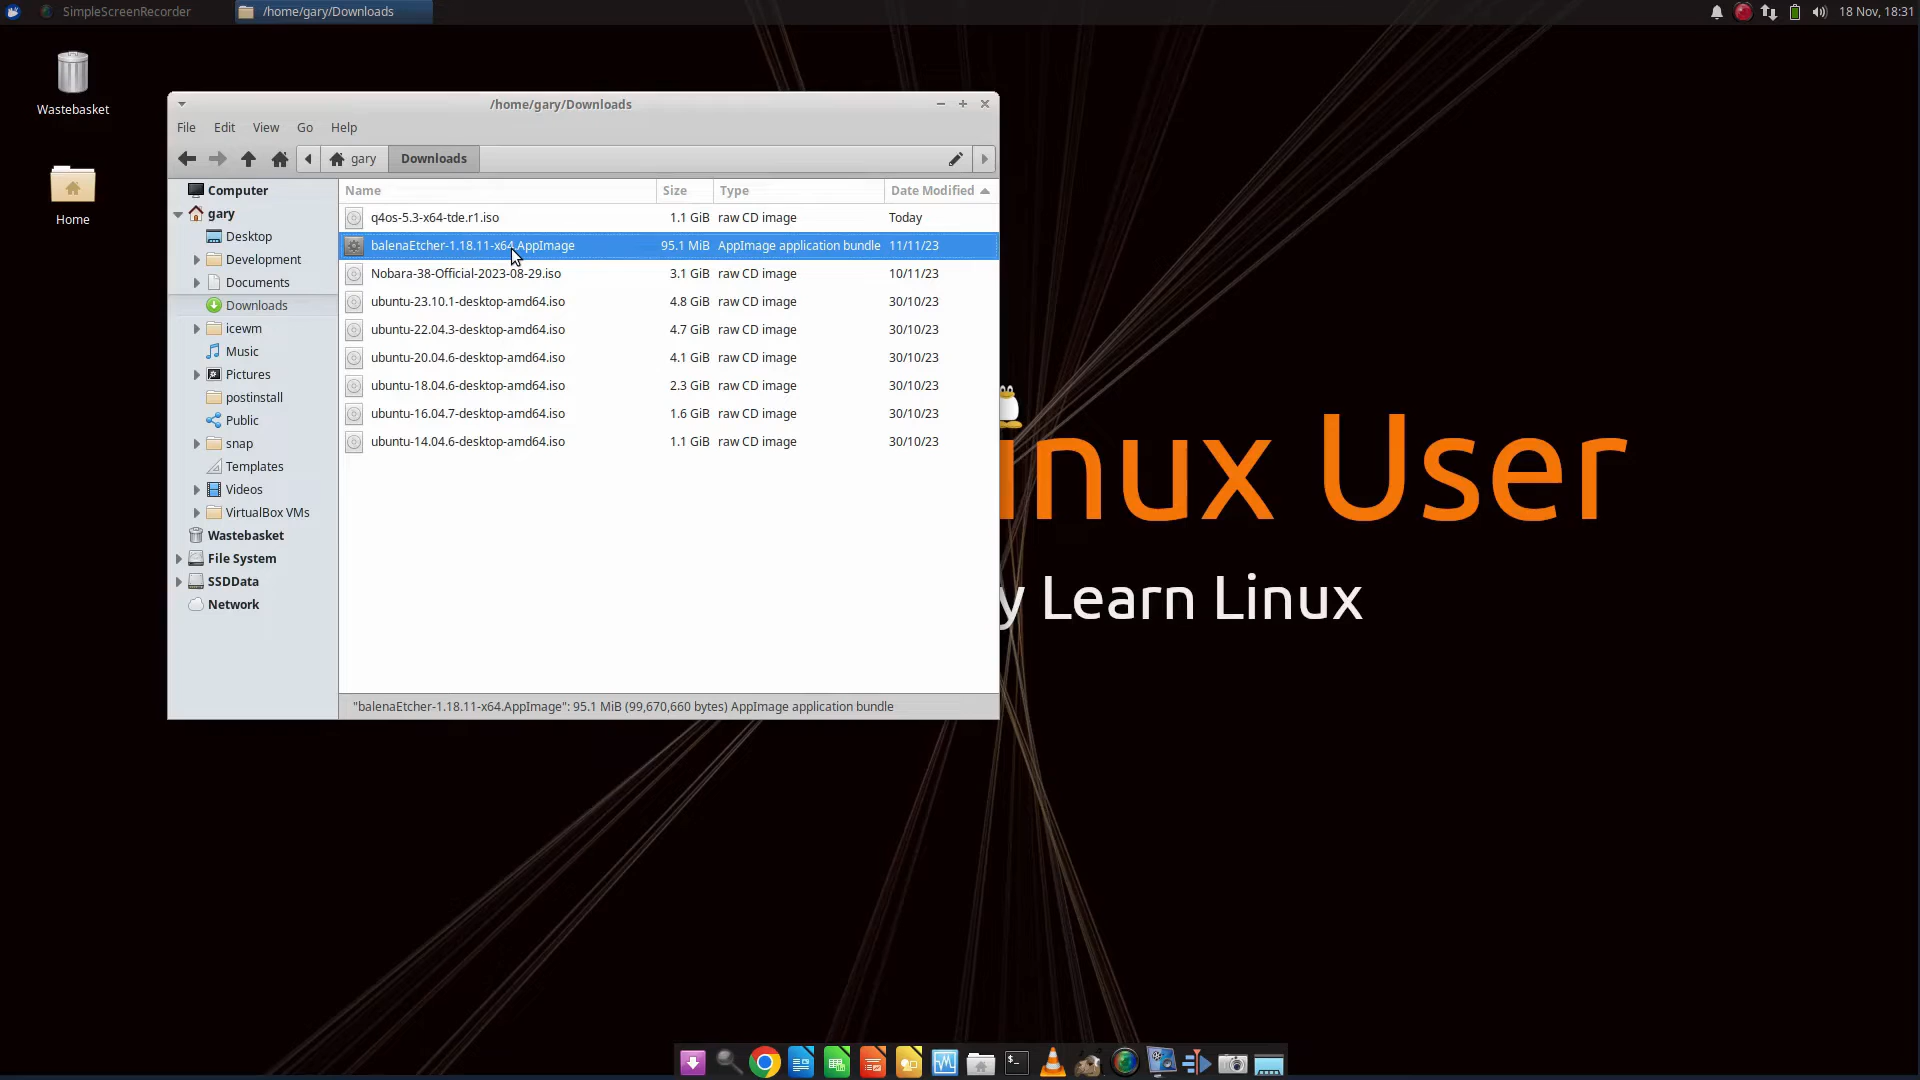 SimpleScreenRecorder
/home/gary/Downloads
18 Nov, 18:31
Wastebasket
Home
/home/gary/Downloads
File Edit View Go Help
gary Downloads
Name Size Type Date Modified
q4os-5.3-x64-tde.r1.iso 1.1 GiB raw CD image Today
balenaEtcher-1.18.11-x64.AppImage 95.1 MiB AppImage application bundle 11/11/23
Nobara-38-Official-2023-08-29.iso 3.1 GiB raw CD image 10/11/23
ubuntu-23.10.1-desktop-amd64.iso 4.8 GiB raw CD image 30/10/23
ubuntu-22.04.3-desktop-amd64.iso 4.7 GiB raw CD image 30/10/23
ubuntu-20.04.6-desktop-amd64.iso 4.1 GiB raw CD image 30/10/23
ubuntu-18.04.6-desktop-amd64.iso 2.3 GiB raw CD image 30/10/23
ubuntu-16.04.7-desktop-amd64.iso 1.6 GiB raw CD image 30/10/23
ubuntu-14.04.6-desktop-amd64.iso 1.1 GiB raw CD image 30/10/23
Computer
gary
Desktop
Development
Documents
Downloads
icewm
Music
Pictures
postinstall
Public
snap
Templates
Videos
VirtualBox VMs
Wastebasket
File System
SSDData
Network
"balenaEtcher-1.18.11-x64.AppImage": 95.1 MiB (99,670,660 bytes) AppImage application bundle
inux User
y Learn Linux